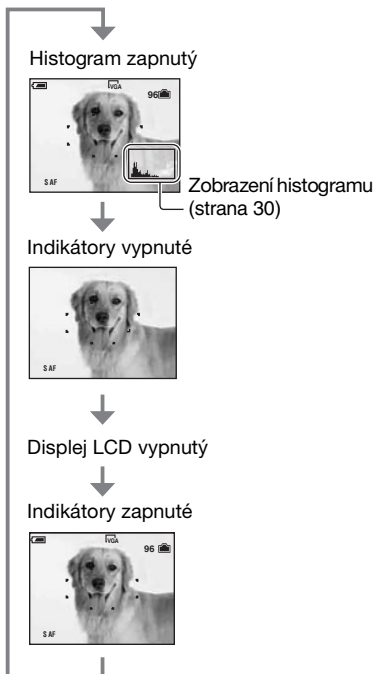 Histogram zapnutý
VGA
96
S AF
Zobrazení histogramu
(strana 30)
Indikátory vypnuté
S AF
Displej LCD vypnutý
Indikátory zapnuté
VGA
96
S AF